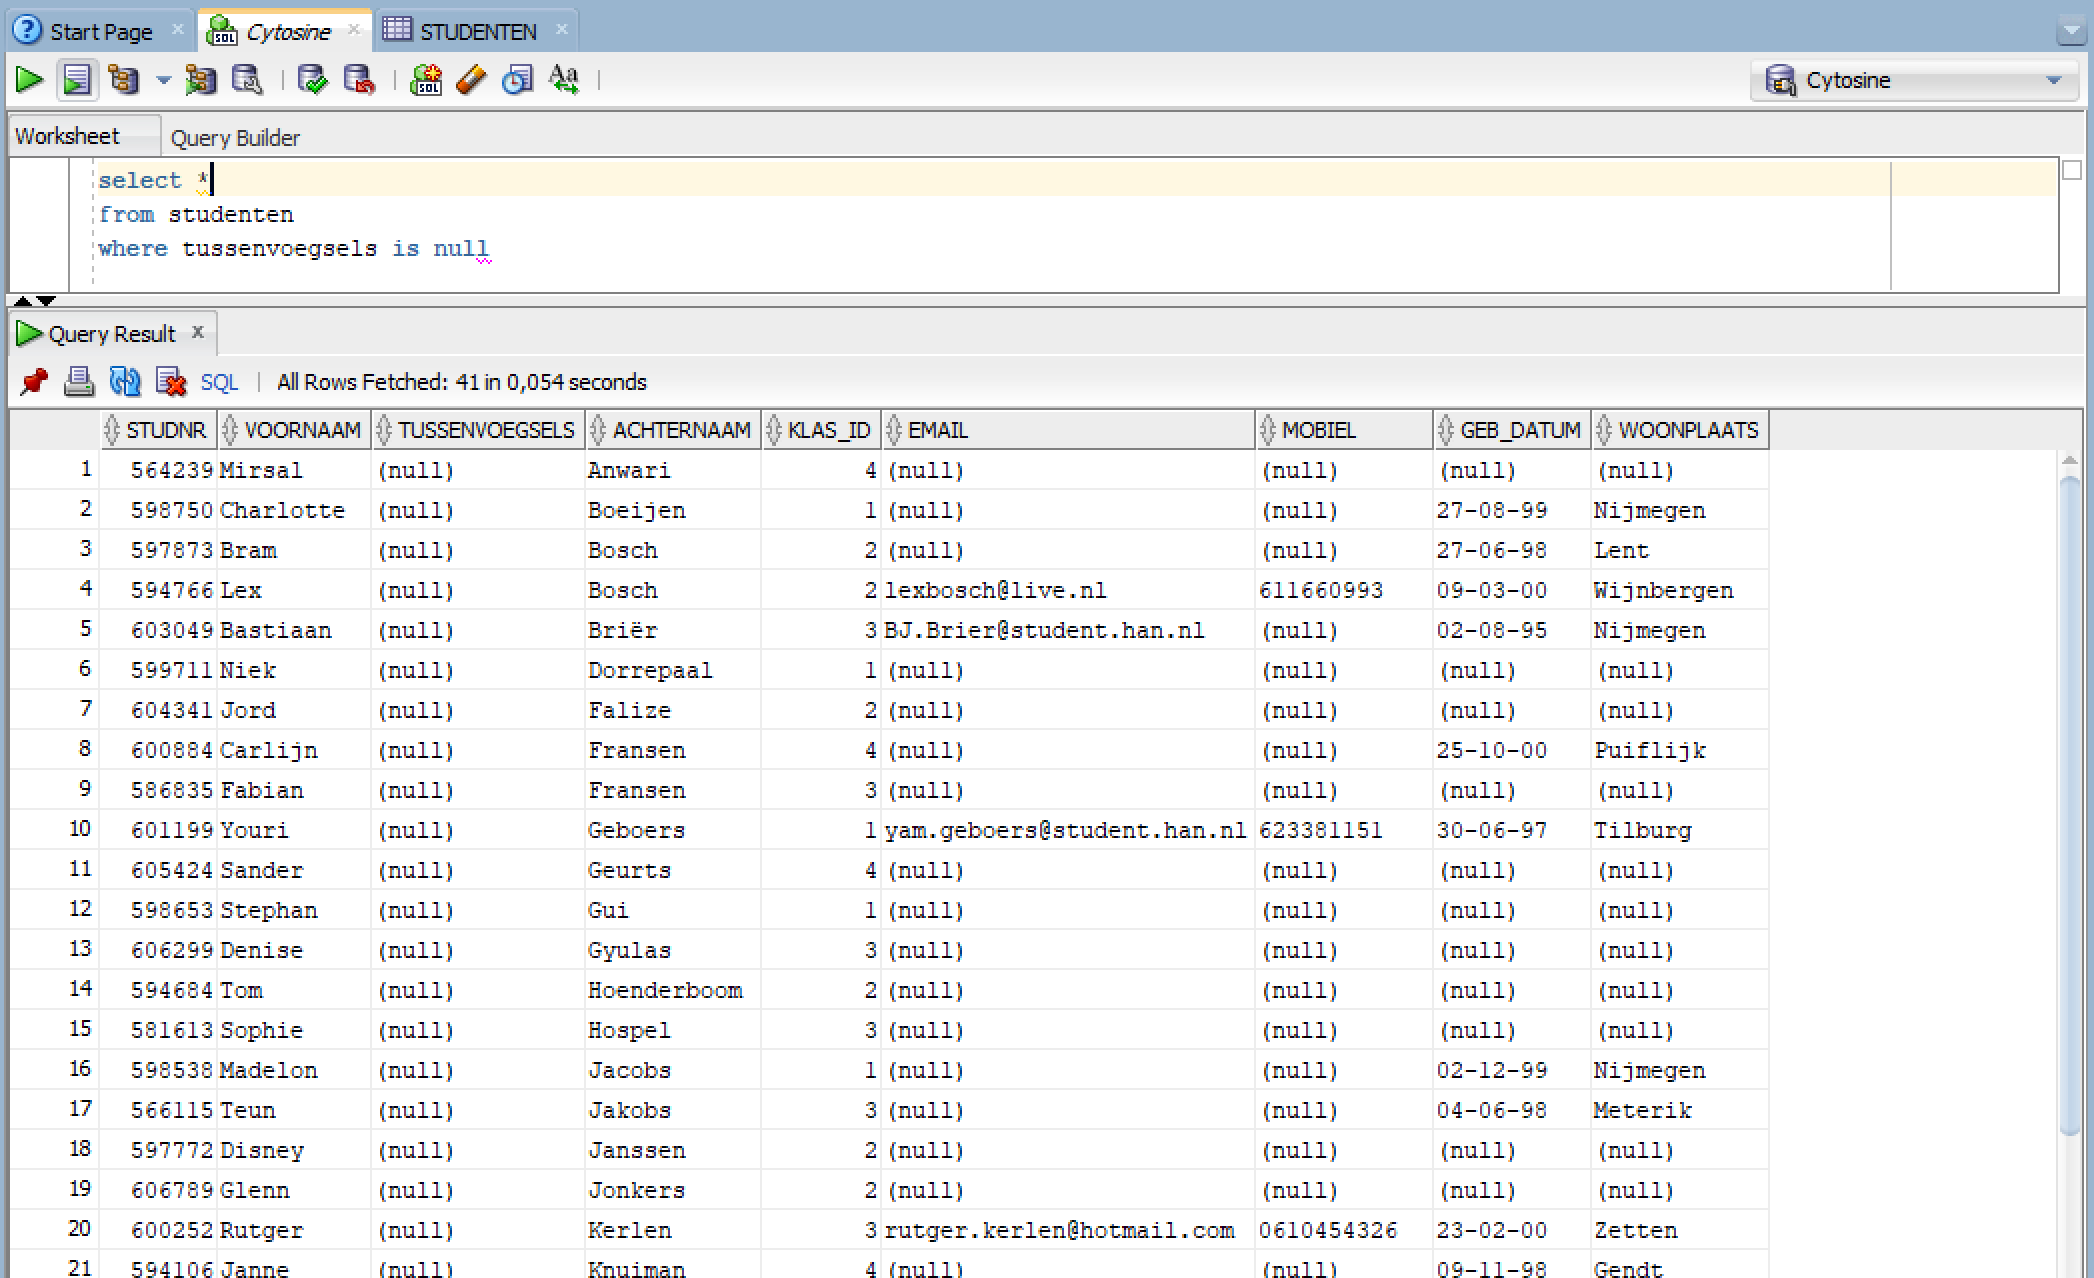 Start Page
Cytosine
STUDENTEN
Cytosine
Worksheet
Query Builder
select *
from studenten
where tussenvoegsels is null
Query Result
SQL | All Rows Fetched: 41 in 0,054 seconds
STUDNR VOORNAAM TUSSENVOEGSELS ACHTERNAAM KLAS_ID EMAIL MOBIEL GEB_DATUM WOONPLAATS
1 564239 Mirsal (null) Anwari 4 (null) (null) (null) (null)
2 598750 Charlotte (null) Boeijen 1 (null) (null) 27-08-99 Nijmegen
3 597873 Bram (null) Bosch 2 (null) (null) 27-06-98 Lent
4 594766 Lex (null) Bosch 2 lexbosch@live.nl 611660993 09-03-00 Wijnbergen
5 603049 Bastiaan (null) Briër 3 BJ.Brier@student.han.nl (null) 02-08-95 Nijmegen
6 599711 Niek (null) Dorrepaal 1 (null) (null) (null) (null)
7 604341 Jord (null) Falize 2 (null) (null) (null) (null)
8 600884 Carlijn (null) Fransen 4 (null) (null) 25-10-00 Puiflijk
9 586835 Fabian (null) Fransen 3 (null) (null) (null) (null)
10 601199 Youri (null) Geboers 1 yam.geboers@student.han.nl 623381151 30-06-97 Tilburg
11 605424 Sander (null) Geurts 4 (null) (null) (null) (null)
12 598653 Stephan (null) Gui 1 (null) (null) (null) (null)
13 606299 Denise (null) Gyulas 3 (null) (null) (null) (null)
14 594684 Tom (null) Hoenderboom 2 (null) (null) (null) (null)
15 581613 Sophie (null) Hospel 3 (null) (null) (null) (null)
16 598538 Madelon (null) Jacobs 1 (null) (null) 02-12-99 Nijmegen
17 566115 Teun (null) Jakobs 3 (null) (null) 04-06-98 Meterik
18 597772 Disney (null) Janssen 2 (null) (null) (null) (null)
19 606789 Glenn (null) Jonkers 2 (null) (null) (null) (null)
20 600252 Rutger (null) Kerlen 3 rutger.kerlen@hotmail.com 0610454326 23-02-00 Zetten
21 594106 Janne (null) Knuiman 4 (null) (null) 09-11-98 Gendt